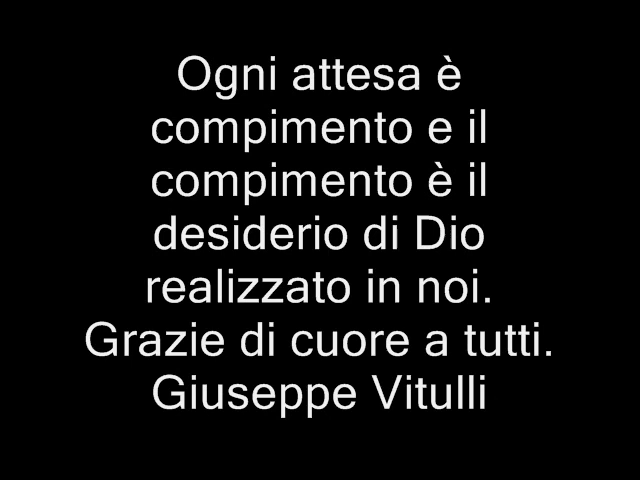 Ogni attesa è
compimento e il
compimento è il
desiderio di Dio
realizzato in noi.
Grazie di cuore a tutti.
Giuseppe Vitulli